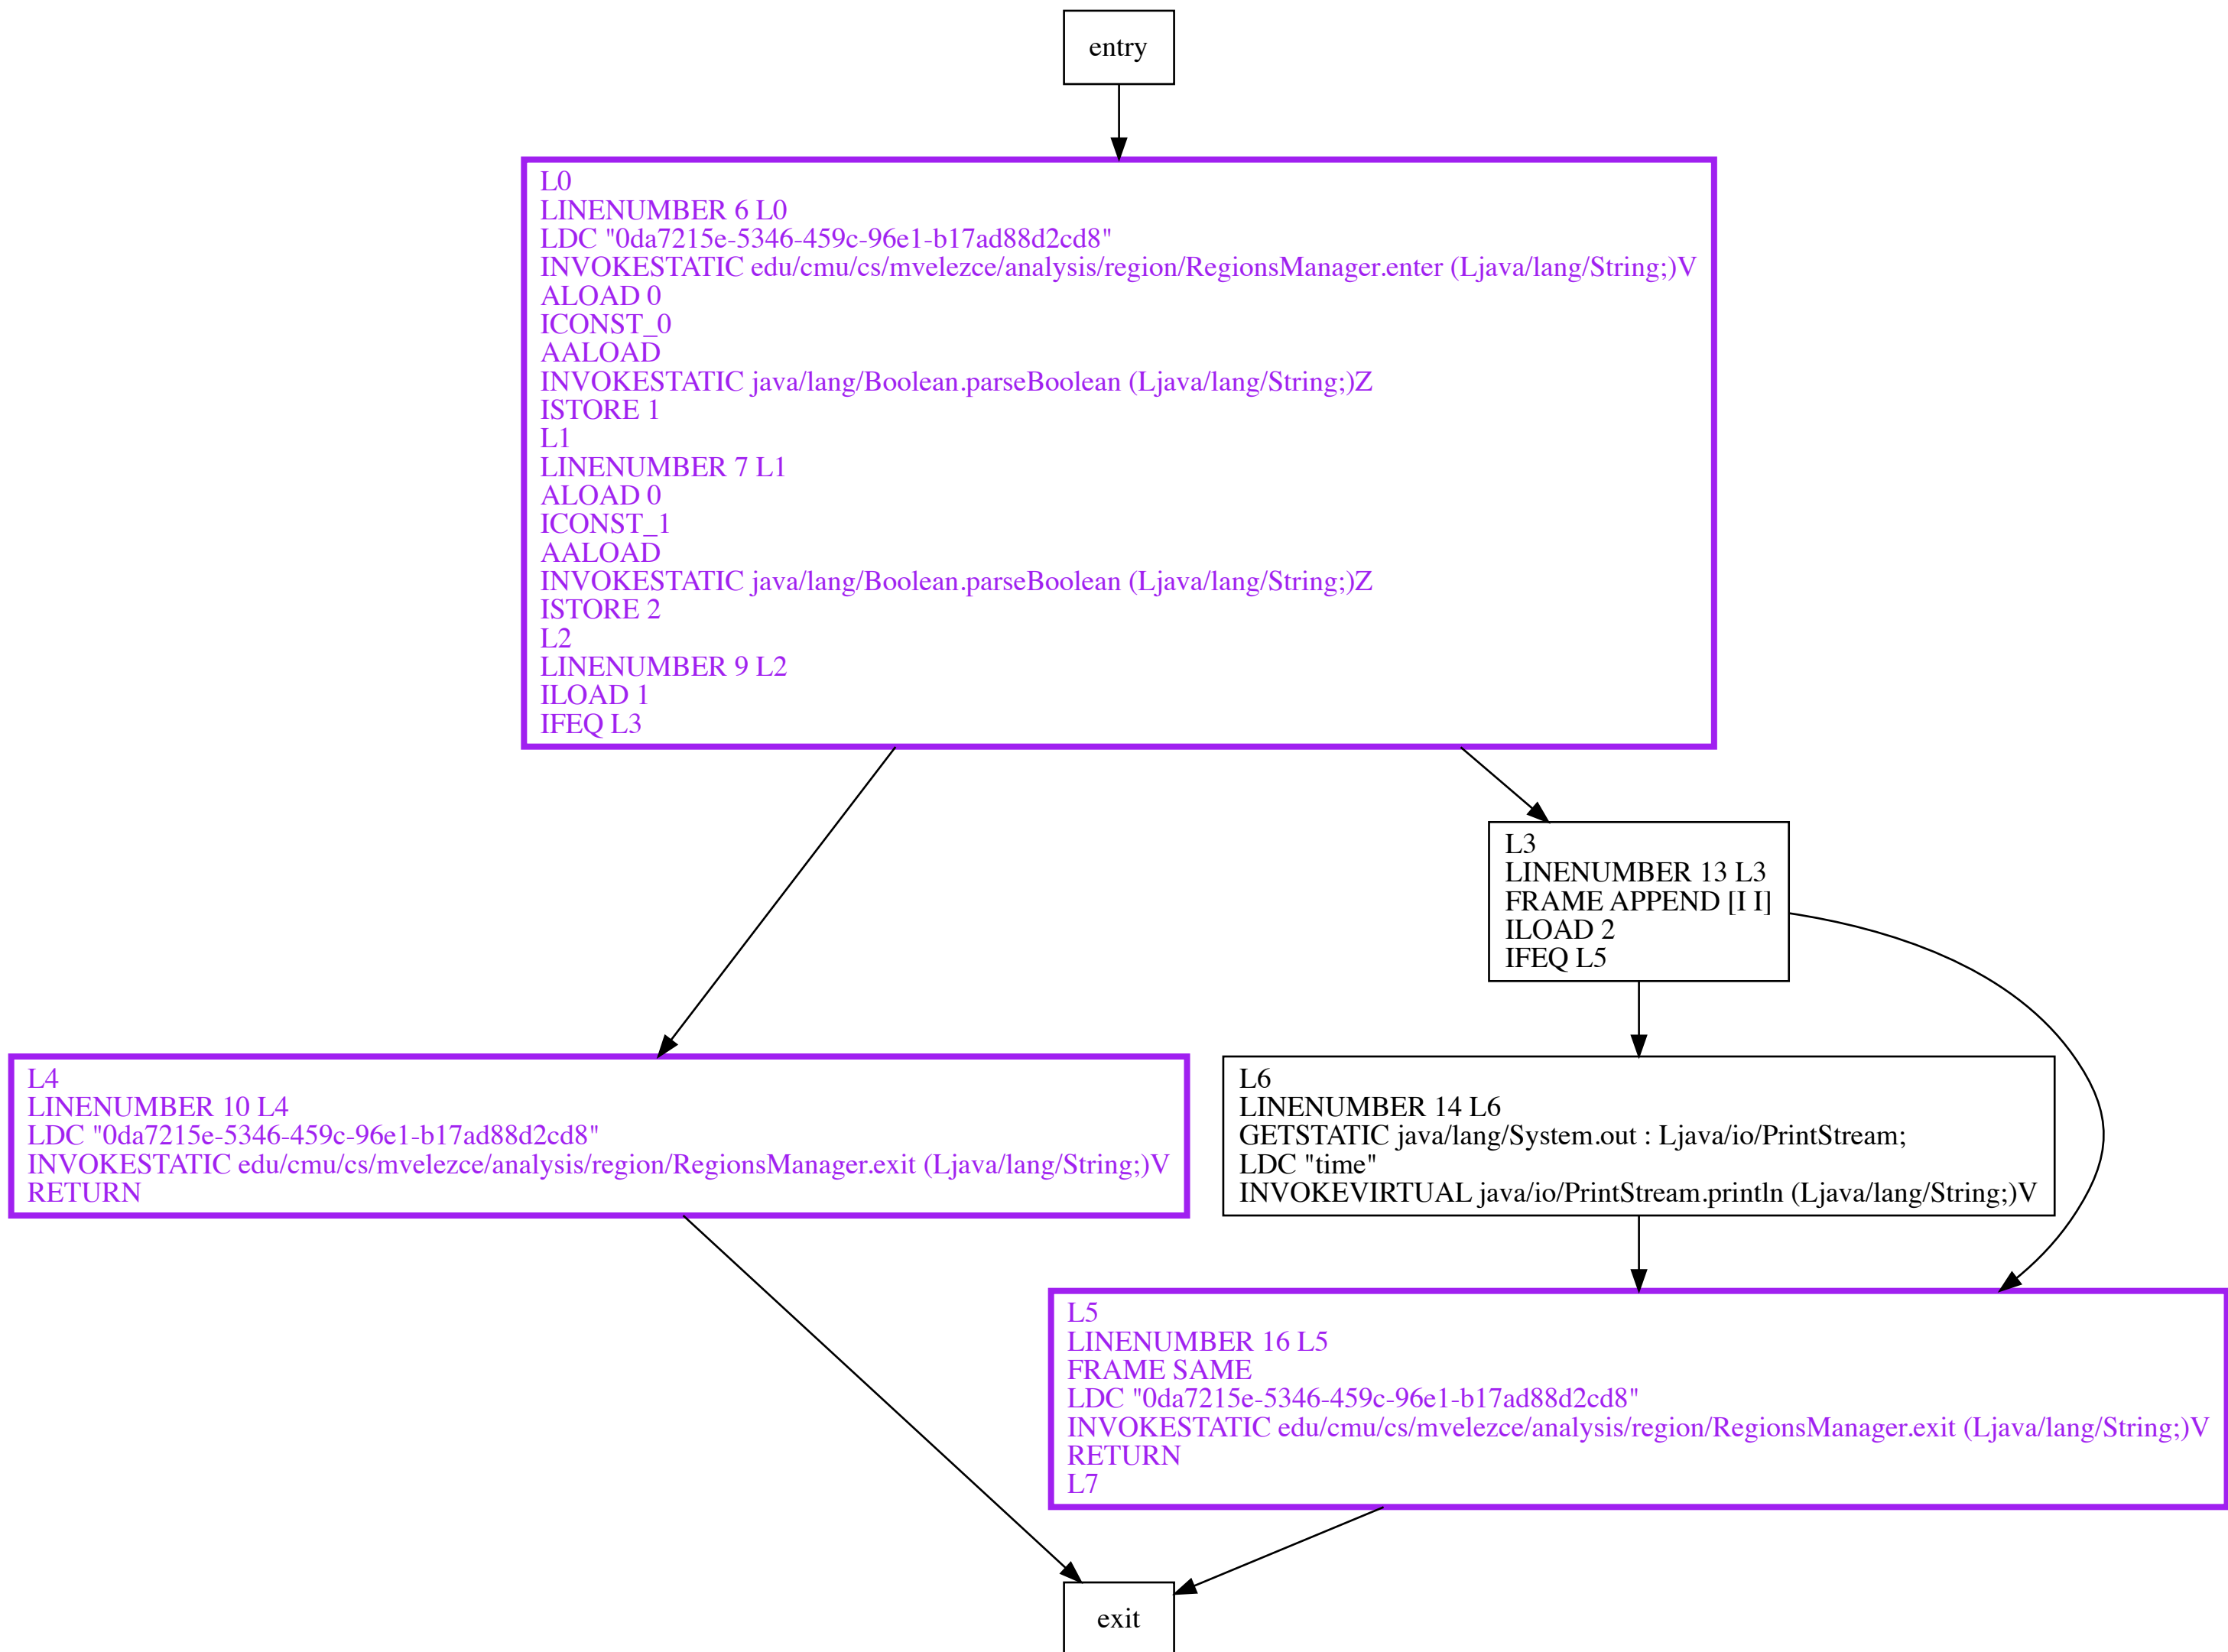 entry
L0
LINENUMBER 6 L0
LDC "0da7215e-5346-459c-96e1-b17ad88d2cd8"
INVOKESTATIC edu/cmu/cs/mvelezce/analysis/region/RegionsManager.enter (Ljava/lang/String;)V
ALOAD 0
ICONST_0
AALOAD
INVOKESTATIC java/lang/Boolean.parseBoolean (Ljava/lang/String;)Z
ISTORE 1
L1
LINENUMBER 7 L1
ALOAD 0
ICONST_1
AALOAD
INVOKESTATIC java/lang/Boolean.parseBoolean (Ljava/lang/String;)Z
ISTORE 2
L2
LINENUMBER 9 L2
ILOAD 1
IFEQ L3
L3
LINENUMBER 13 L3
FRAME APPEND [I I]
ILOAD 2
IFEQ L5
L4
LINENUMBER 10 L4
LDC "0da7215e-5346-459c-96e1-b17ad88d2cd8"
INVOKESTATIC edu/cmu/cs/mvelezce/analysis/region/RegionsManager.exit (Ljava/lang/String;)V
RETURN
L6
LINENUMBER 14 L6
GETSTATIC java/lang/System.out : Ljava/io/PrintStream;
LDC "time"
INVOKEVIRTUAL java/io/PrintStream.println (Ljava/lang/String;)V
L5
LINENUMBER 16 L5
FRAME SAME
LDC "0da7215e-5346-459c-96e1-b17ad88d2cd8"
INVOKESTATIC edu/cmu/cs/mvelezce/analysis/region/RegionsManager.exit (Ljava/lang/String;)V
RETURN
L7
exit